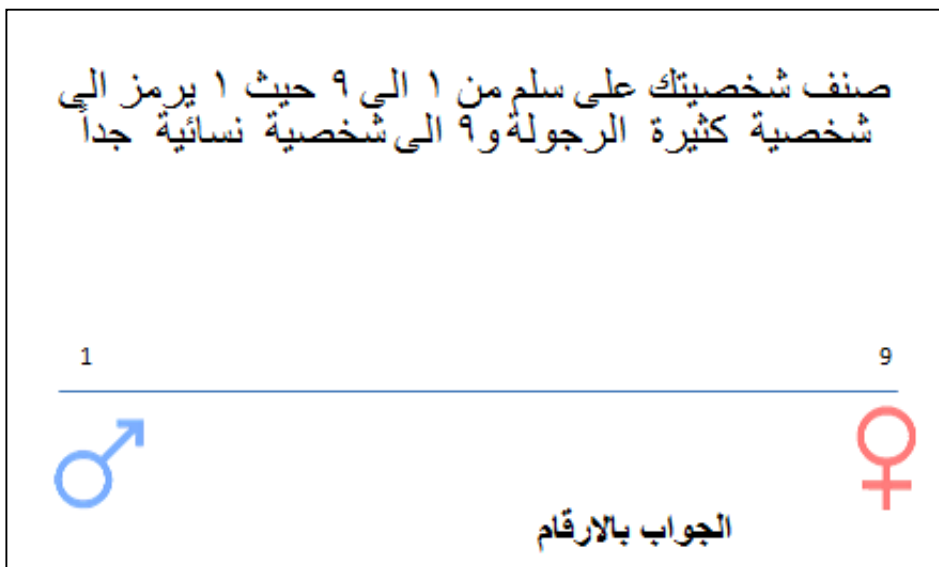 صنف شخصيتك على سلم من ١ الى ٩ حيث ١ يرمز الى
شخصية كثيرة الرجولة و٩ الى شخصية نسائية جداً
1 9
الجواب بالارقام